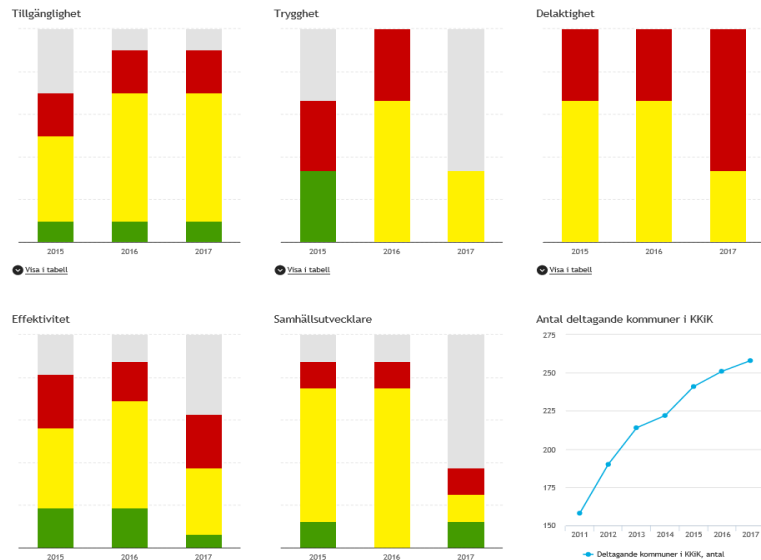 Tillgänglighet
2015 2016 2017
Visa i tabell
Trygghet
2015 2016 2017
Visa i tabell
Delaktighet
2015 2016 2017
Visa i tabell
Effektivitet
2015 2016 2017
Samhällsutvecklare
2015 2016 2017
Antal deltagande kommuner i KKiK
275
250
225
200
175
150
2011 2012 2013 2014 2015 2016 2017
Deltagande kommuner i KKiK, antal